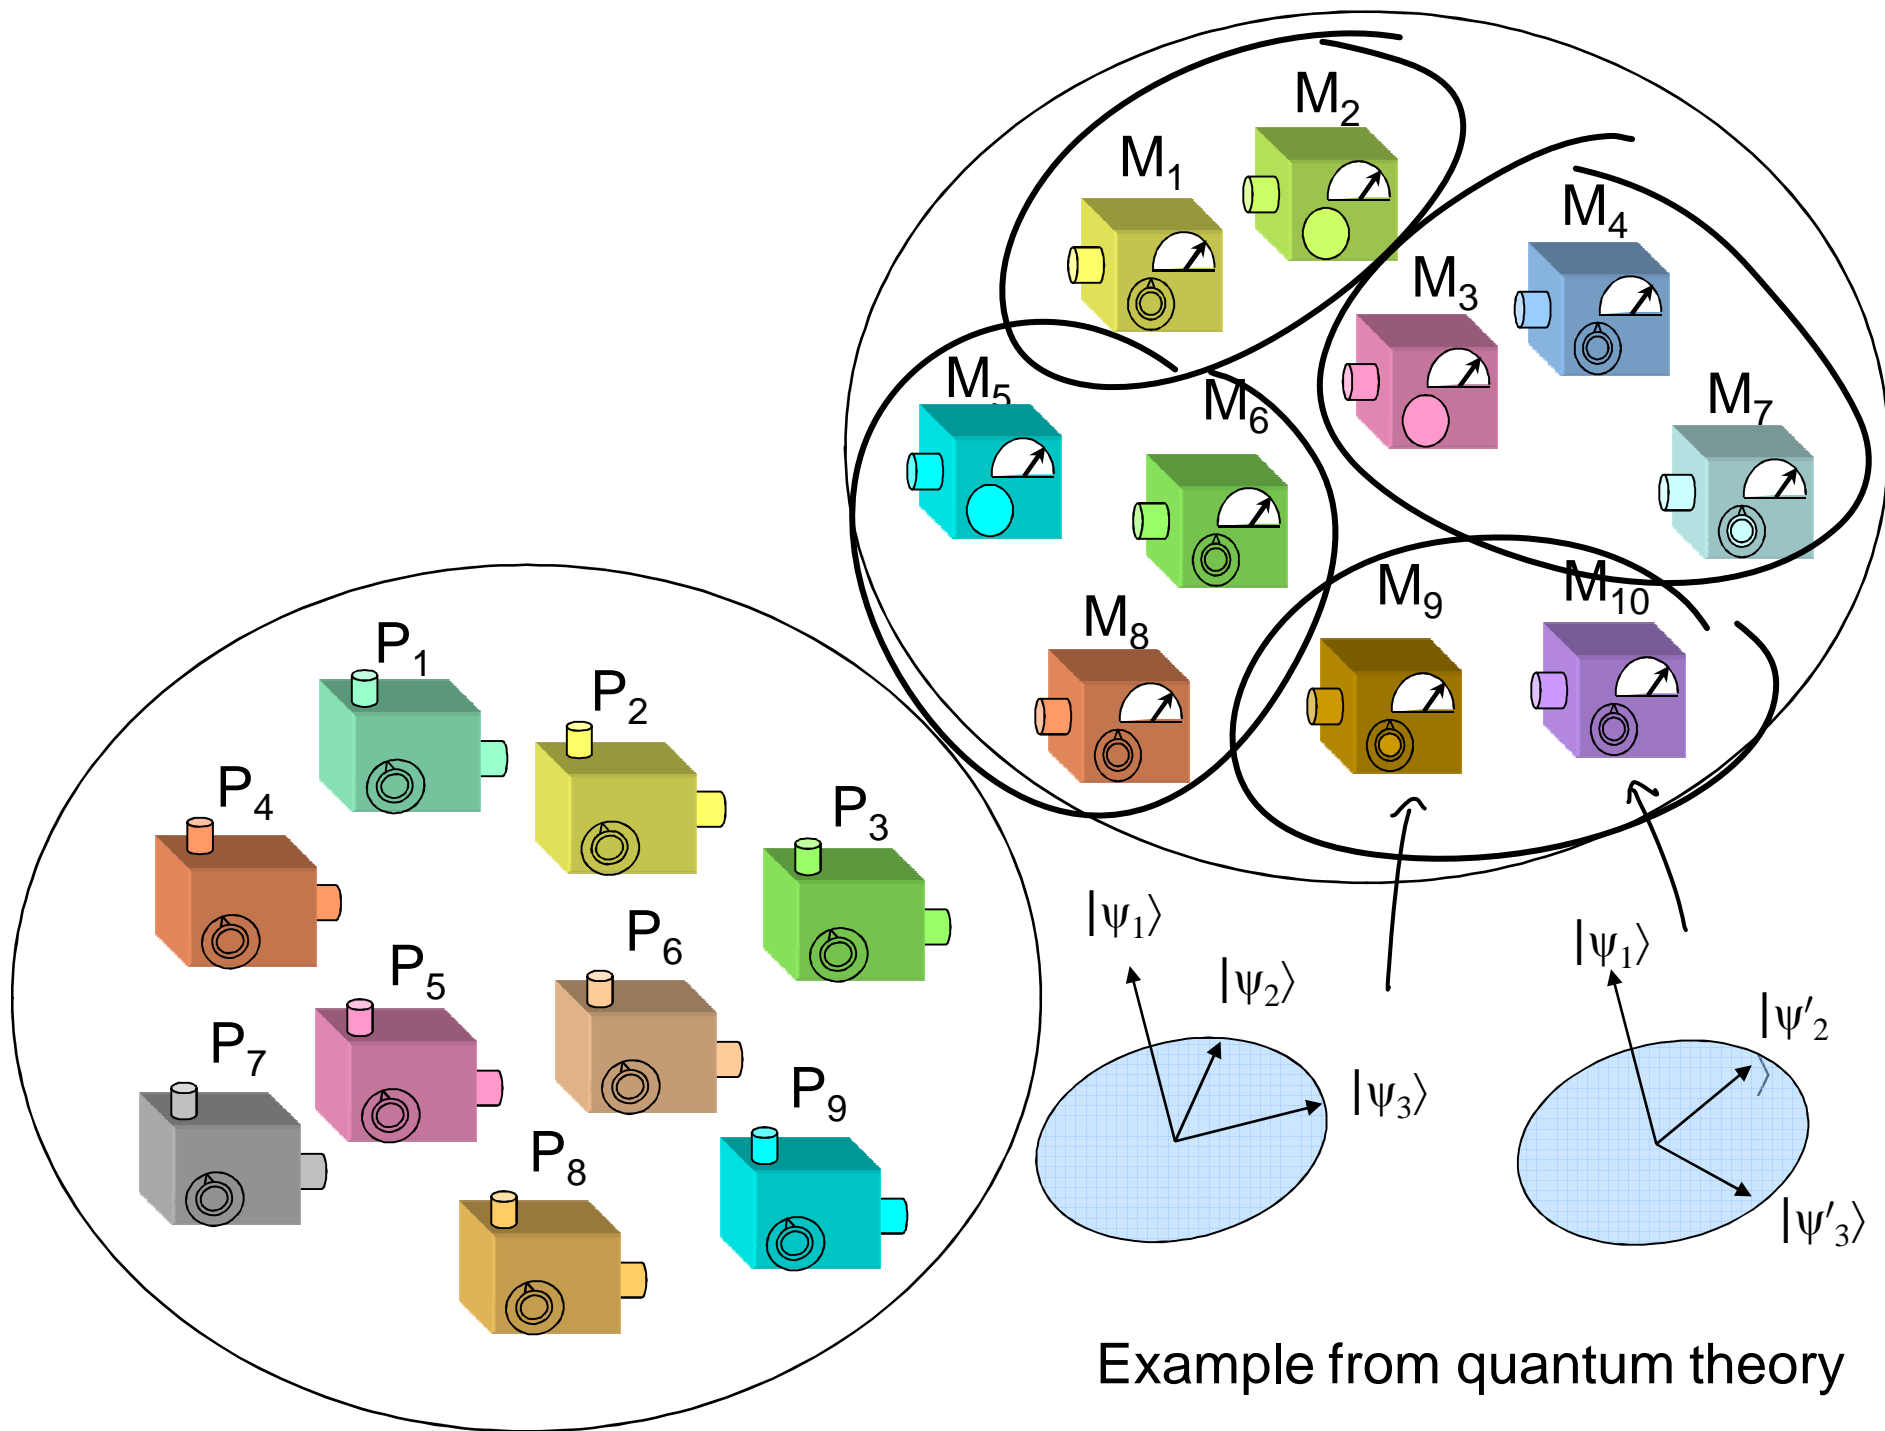 M₂
M₁
M₄
M₃
M₅
M₆
M₇
M₉
M₁₀
M₈
P₁
P₂
P₄
P₃
P₆
P₅
P₇
P₉
P₈
|ψ₁⟩
|ψ₂⟩
|ψ₃⟩
|ψ₁⟩
|ψ′₂⟩
|ψ′₃⟩
Example from quantum theory